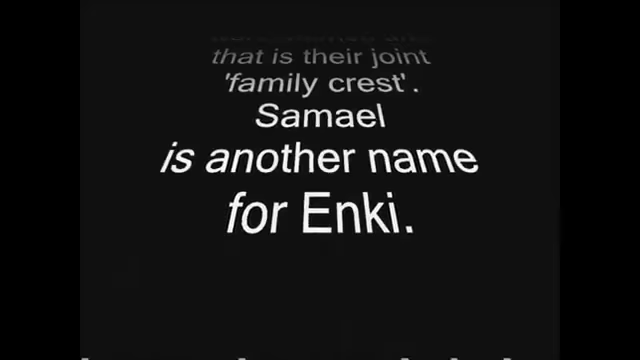 that is their joint
'family crest'.
Samael
is another name
for Enki.